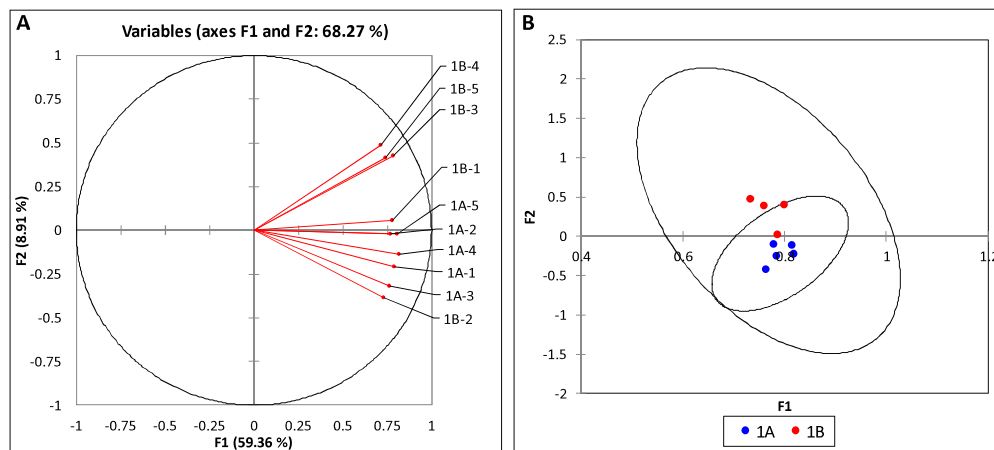 A
Variables (axes F1 and F2: 68.27 %)
1
0.75
0.5
0.25
0
-0.25
-0.5
-0.75
-1
F2 (8.91 %)
-1
-0.75
-0.5
-0.25
0
0.25
0.5
0.75
1
F1 (59.36 %)
1B-4
1B-5
1B-3
1B-1
1A-5
1A-2
1A-4
1A-1
1A-3
1B-2
B
2.5
2
1.5
1
0.5
0
-0.5
-1
-1.5
-2
F2
0.4
0.6
0.8
1
1.2
F1
1A
1B